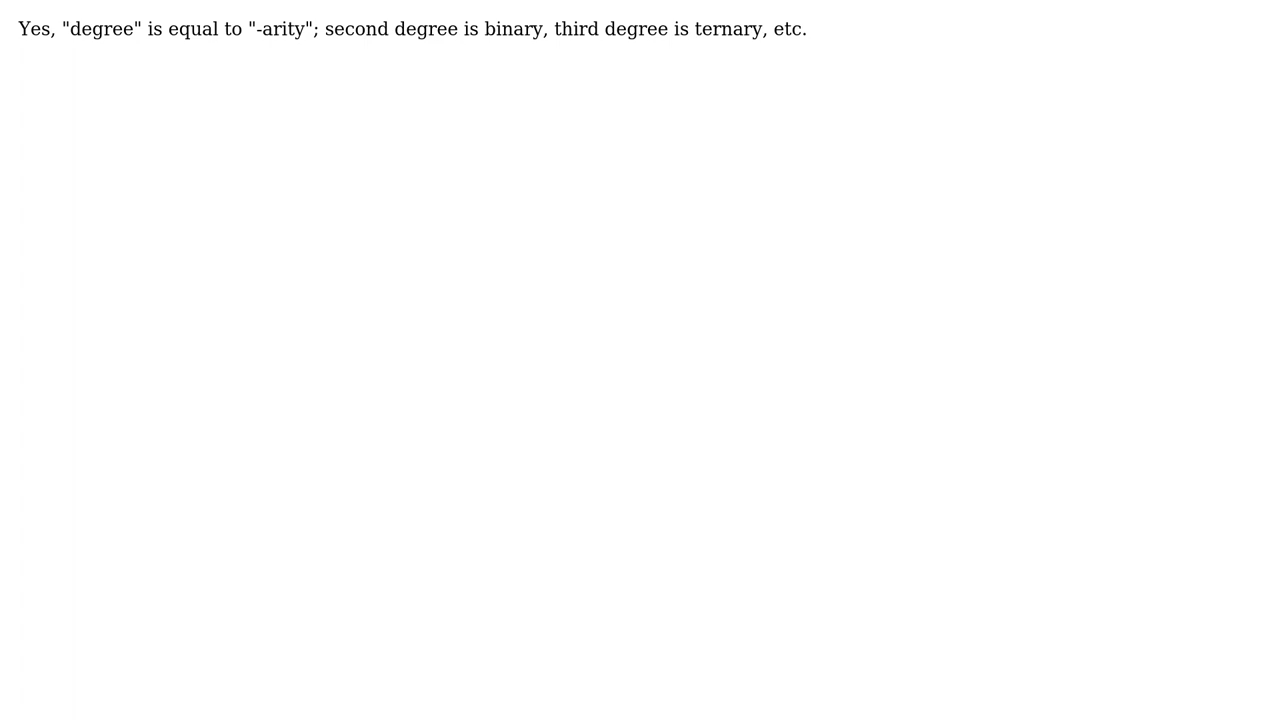 Yes, "degree" is equal to "-arity"; second degree is binary, third degree is ternary, etc.